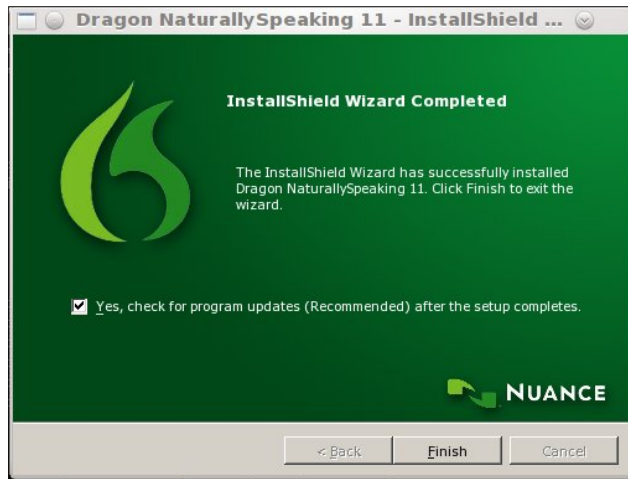 Dragon NaturallySpeaking 11 - InstallShield ...
InstallShield Wizard Completed
The InstallShield Wizard has successfully installed
Dragon NaturallySpeaking 11. Click Finish to exit the
wizard.
Yes, check for program updates (Recommended) after the setup completes.
NUANCE
< Back Finish Cancel